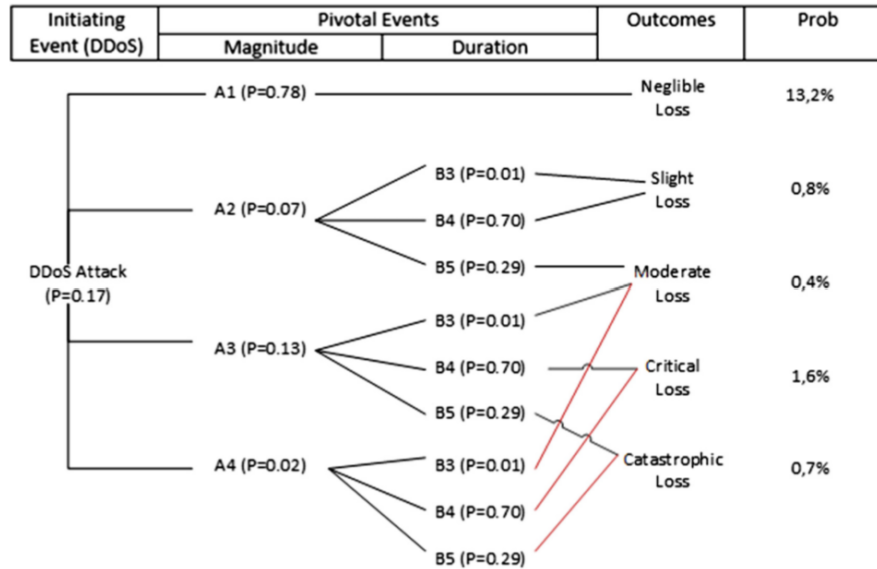 Initiating Event (DDoS)
Pivotal Events
Outcomes
Prob
Magnitude
Duration
A1 (P=0.78)
Neglible
Loss
13,2%
B3 (P=0.01)
A2 (P=0.07)
B4 (P=0.70)
Slight
Loss
0,8%
B5 (P=0.29)
DDoS Attack
(P=0.17)
Moderate
Loss
0,4%
B3 (P=0.01)
A3 (P=0.13)
B4 (P=0.70)
Critical
Loss
1,6%
B5 (P=0.29)
A4 (P=0.02)
B3 (P=0.01)
Catastrophic
Loss
0,7%
B4 (P=0.70)
B5 (P=0.29)